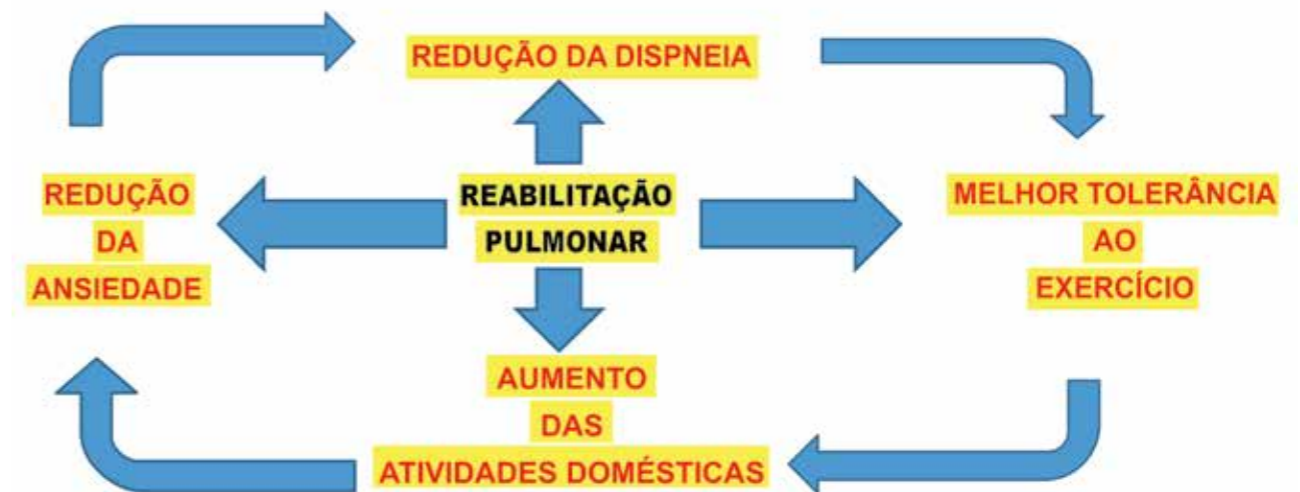 REDUÇÃO DA DISPNEIA
REDUÇÃO
DA
ANSIEDADE
REABILITAÇÃO
PULMONAR
MELHOR TOLERÂNCIA
AO
EXERCÍCIO
AUMENTO
DAS
ATIVIDADES DOMÉSTICAS